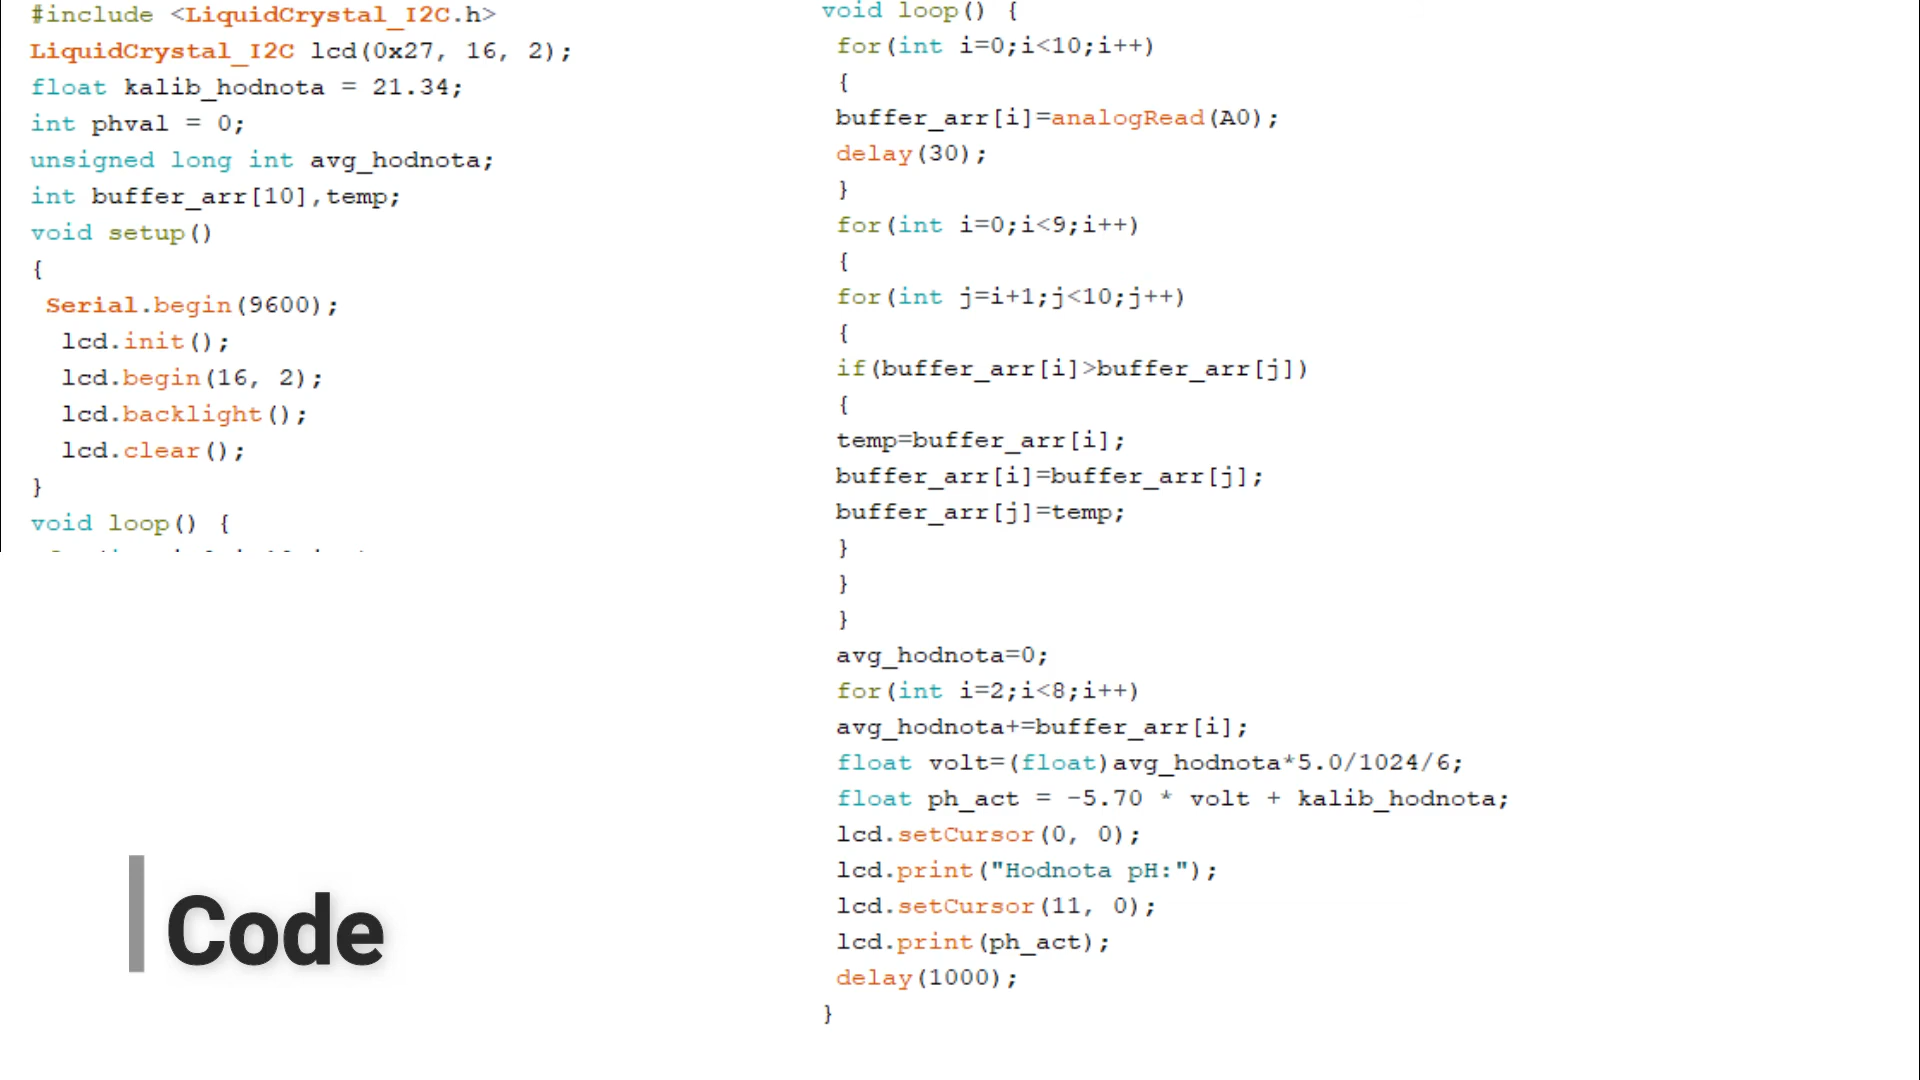 #include <LiquidCrystal_I2C.h>
LiquidCrystal_I2C lcd(0x27, 16, 2);
float kalib_hodnota = 21.34;
int phval = 0;
unsigned long int avg_hodnota;
int buffer_arr[10],temp;
void setup()
{
Serial.begin(9600);
lcd.init();
lcd.begin(16, 2);
lcd.backlight();
lcd.clear();
}
void loop() {
Code
void loop() {
for(int i=0;i<10;i++)
{
buffer_arr[i]=analogRead(A0);
delay(30);
}
for(int i=0;i<9;i++)
{
for(int j=i+1;j<10;j++)
{
if(buffer_arr[i]>buffer_arr[j])
{
temp=buffer_arr[i];
buffer_arr[i]=buffer_arr[j];
buffer_arr[j]=temp;
}
}
}
avg_hodnota=0;
for(int i=2;i<8;i++)
avg_hodnota+=buffer_arr[i];
float volt=(float)avg_hodnota*5.0/1024/6;
float ph_act = -5.70 * volt + kalib_hodnota;
lcd.setCursor(0, 0);
lcd.print("Hodnota pH:");
lcd.setCursor(11, 0);
lcd.print(ph_act);
delay(1000);
}